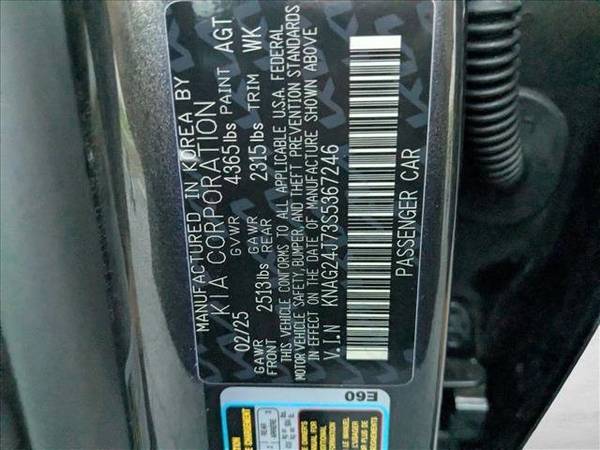 MANUFACTURED IN KOREA BY
KIA CORPORATION
02/25 GVWR 4365lbs PAINT AGT
GAWR FRONT 2513lbs GAWR REAR 2315lbs TRIM WK
THIS VEHICLE CONFORMS TO ALL APPLICABLE U.S.A. FEDERAL
MOTOR VEHICLE SAFETY, BUMPER, AND THEFT PREVENTION STANDARDS
IN EFFECT ON THE DATE OF MANUFACTURE SHOWN ABOVE
V.I.N KNAG24J73S5367246
PASSENGER CAR
E60